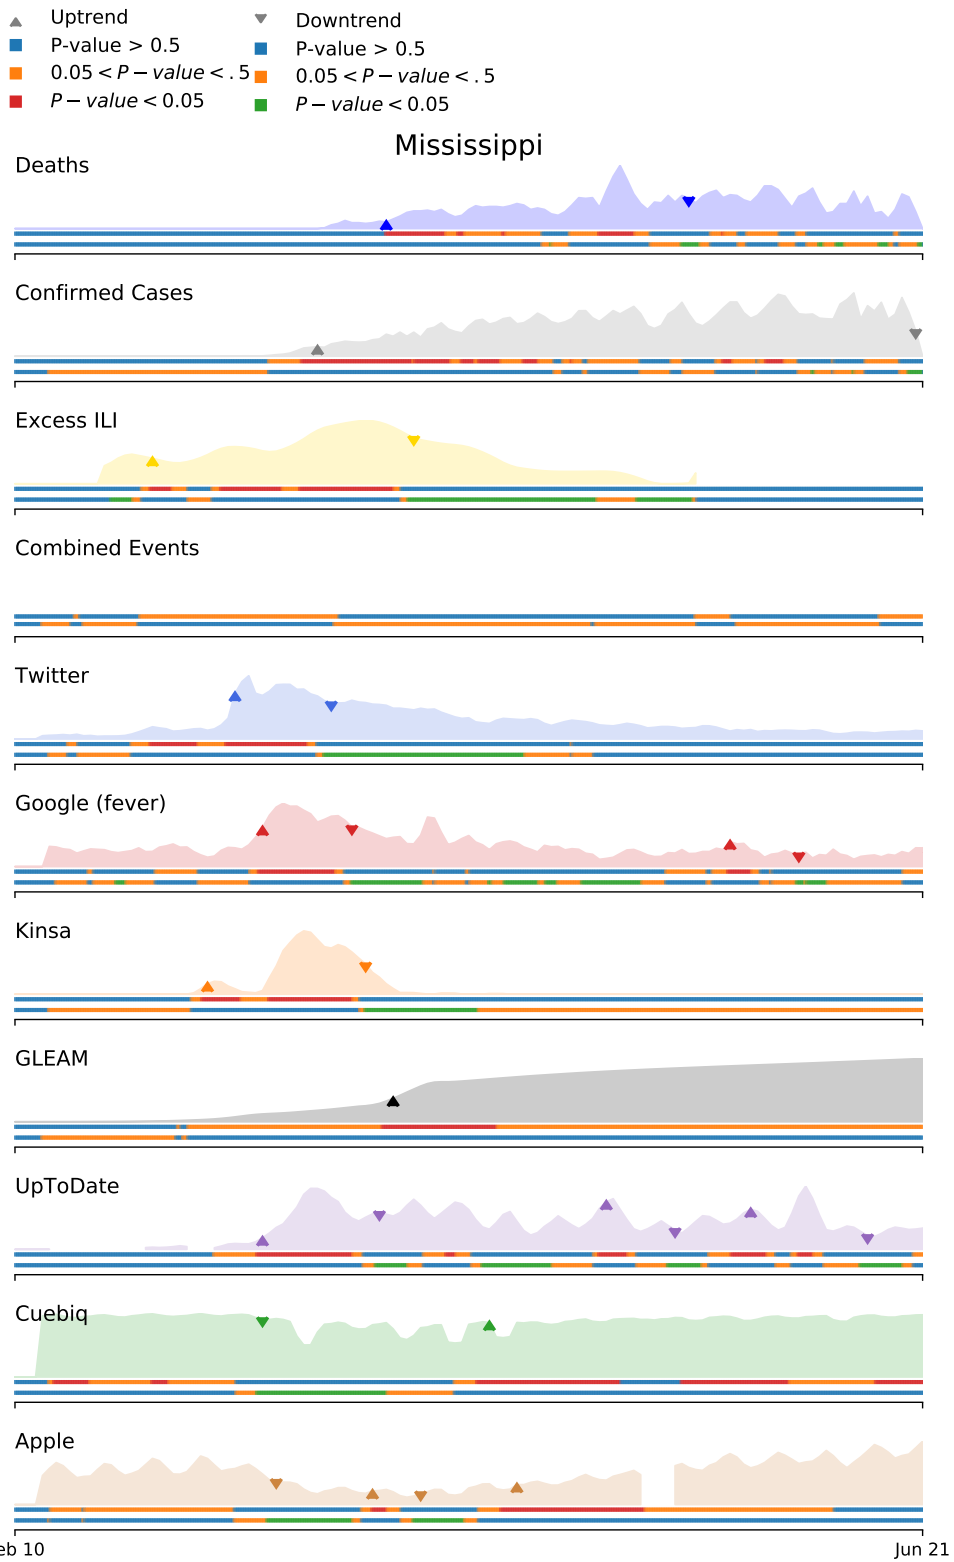 Uptrend
P-value > 0.5
0.05 < P − value < .5
P − value < 0.05
Downtrend
P-value > 0.5
0.05 < P − value < .5
P − value < 0.05
Mississippi
Deaths
Confirmed Cases
Excess ILI
Combined Events
Twitter
Google (fever)
Kinsa
GLEAM
UpToDate
Cuebiq
Apple
eb 10
Jun 21